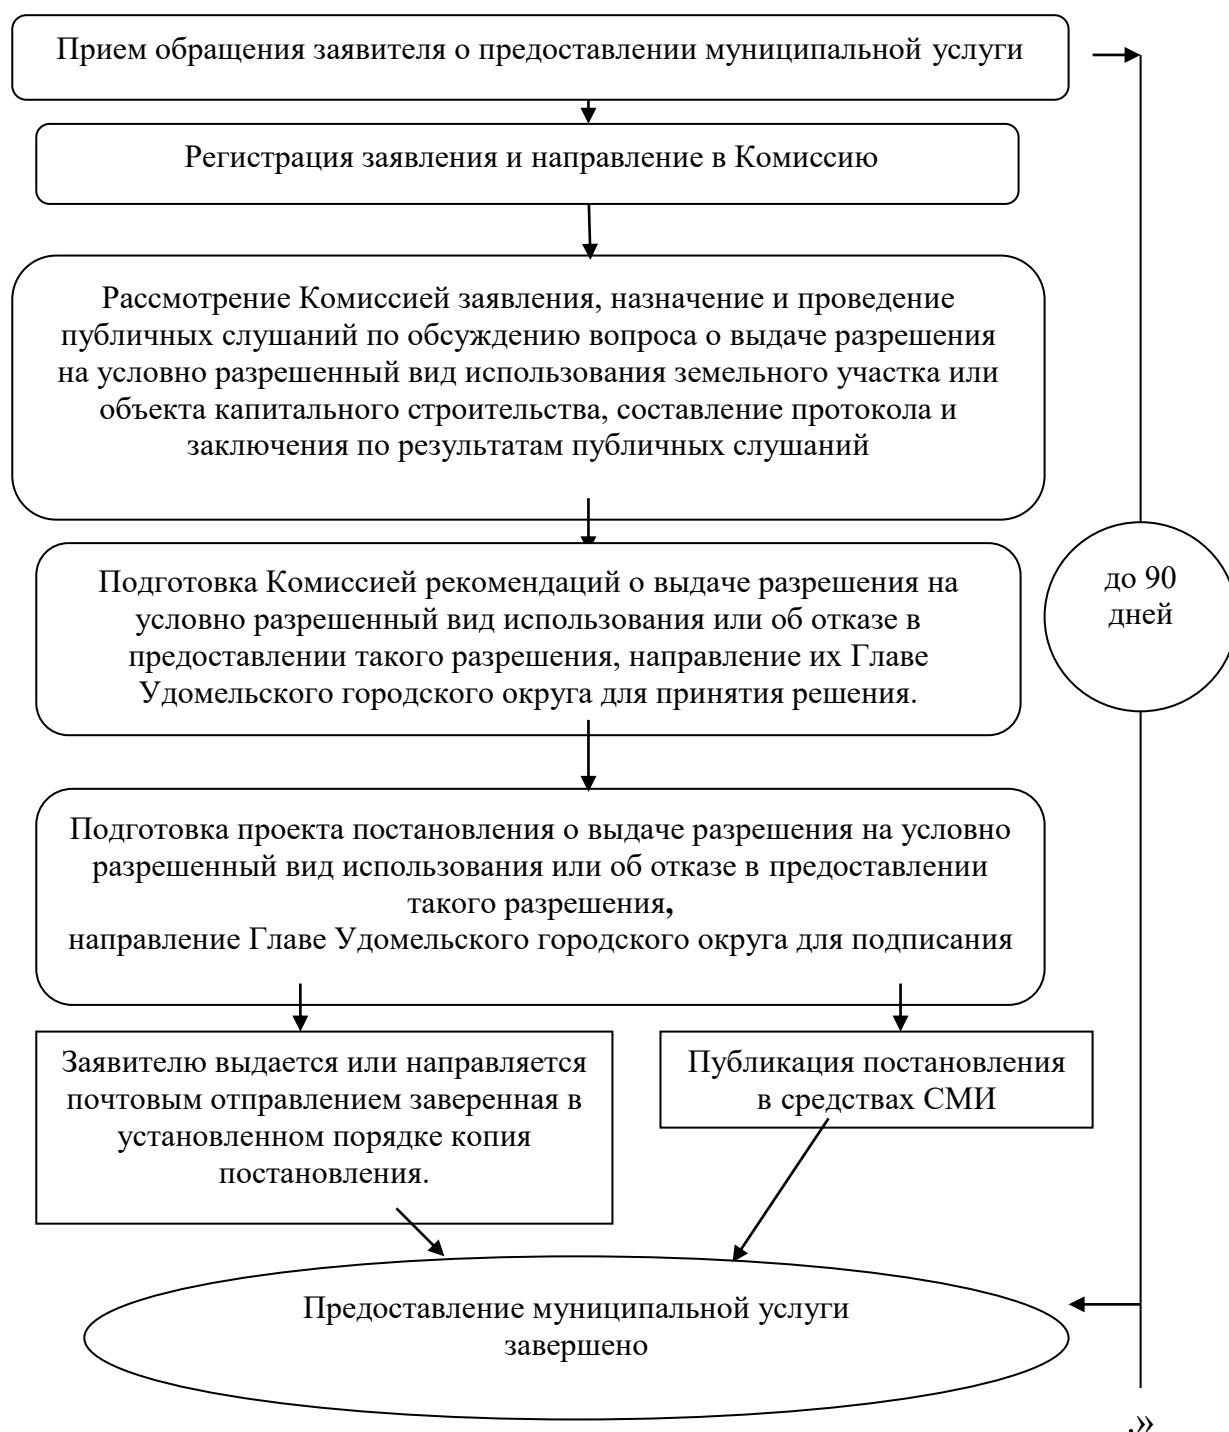 Прием обращения заявителя о предоставлении муниципальной услуги
Регистрация заявления и направление в Комиссию
Рассмотрение Комиссией заявления, назначение и проведение
публичных слушаний по обсуждению вопроса о выдаче разрешения
на условно разрешенный вид использования земельного участка или
объекта капитального строительства, составление протокола и
заключения по результатам публичных слушаний
Подготовка Комиссией рекомендаций о выдаче разрешения на
условно разрешенный вид использования или об отказе в
предоставлении такого разрешения, направление их Главе
Удомельского городского округа для принятия решения.
до 90
дней
Подготовка проекта постановления о выдаче разрешения на условно
разрешенный вид использования или об отказе в предоставлении
такого разрешения,
направление Главе Удомельского городского округа для подписания
Заявителю выдается или направляется
почтовым отправлением заверенная в
установленном порядке копия
постановления.
Публикация постановления
в средствах СМИ
Предоставление муниципальной услуги
завершено
.»